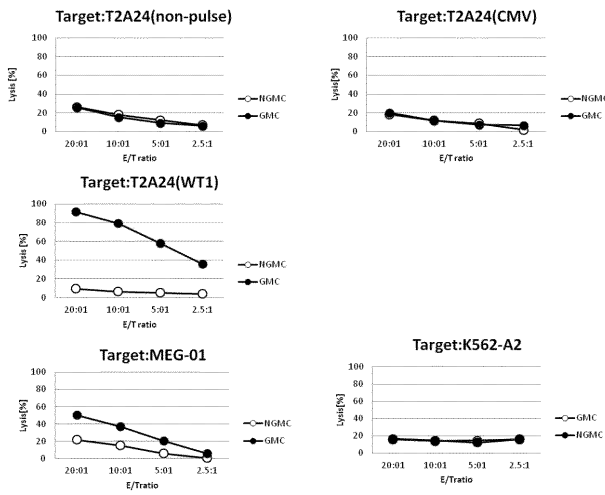 Target:T2A24(non-pulse)
Lysis[%]
100
80
60
40
20
0
20:01 10:01 5:01 2.5:1
E/T ratio
NGMC
GMC
Target:T2A24(CMV)
Lysis[%]
100
80
60
40
20
0
20:01 10:01 5:01 2.5:1
E/T ratio
NGMC
GMC
Target:T2A24(WT1)
Lysis[%]
100
80
60
40
20
0
20:01 10:01 5:01 2.5:1
E/T ratio
NGMC
GMC
Target:MEG-01
Lysis[%]
100
80
60
40
20
0
20:01 10:01 5:01 2.5:1
E/Tratio
NGMC
GMC
Target:K562-A2
Lysis[%]
100
80
60
40
20
0
20:01 10:01 5:01 2.5:1
E/Tratio
GMC
NGMC